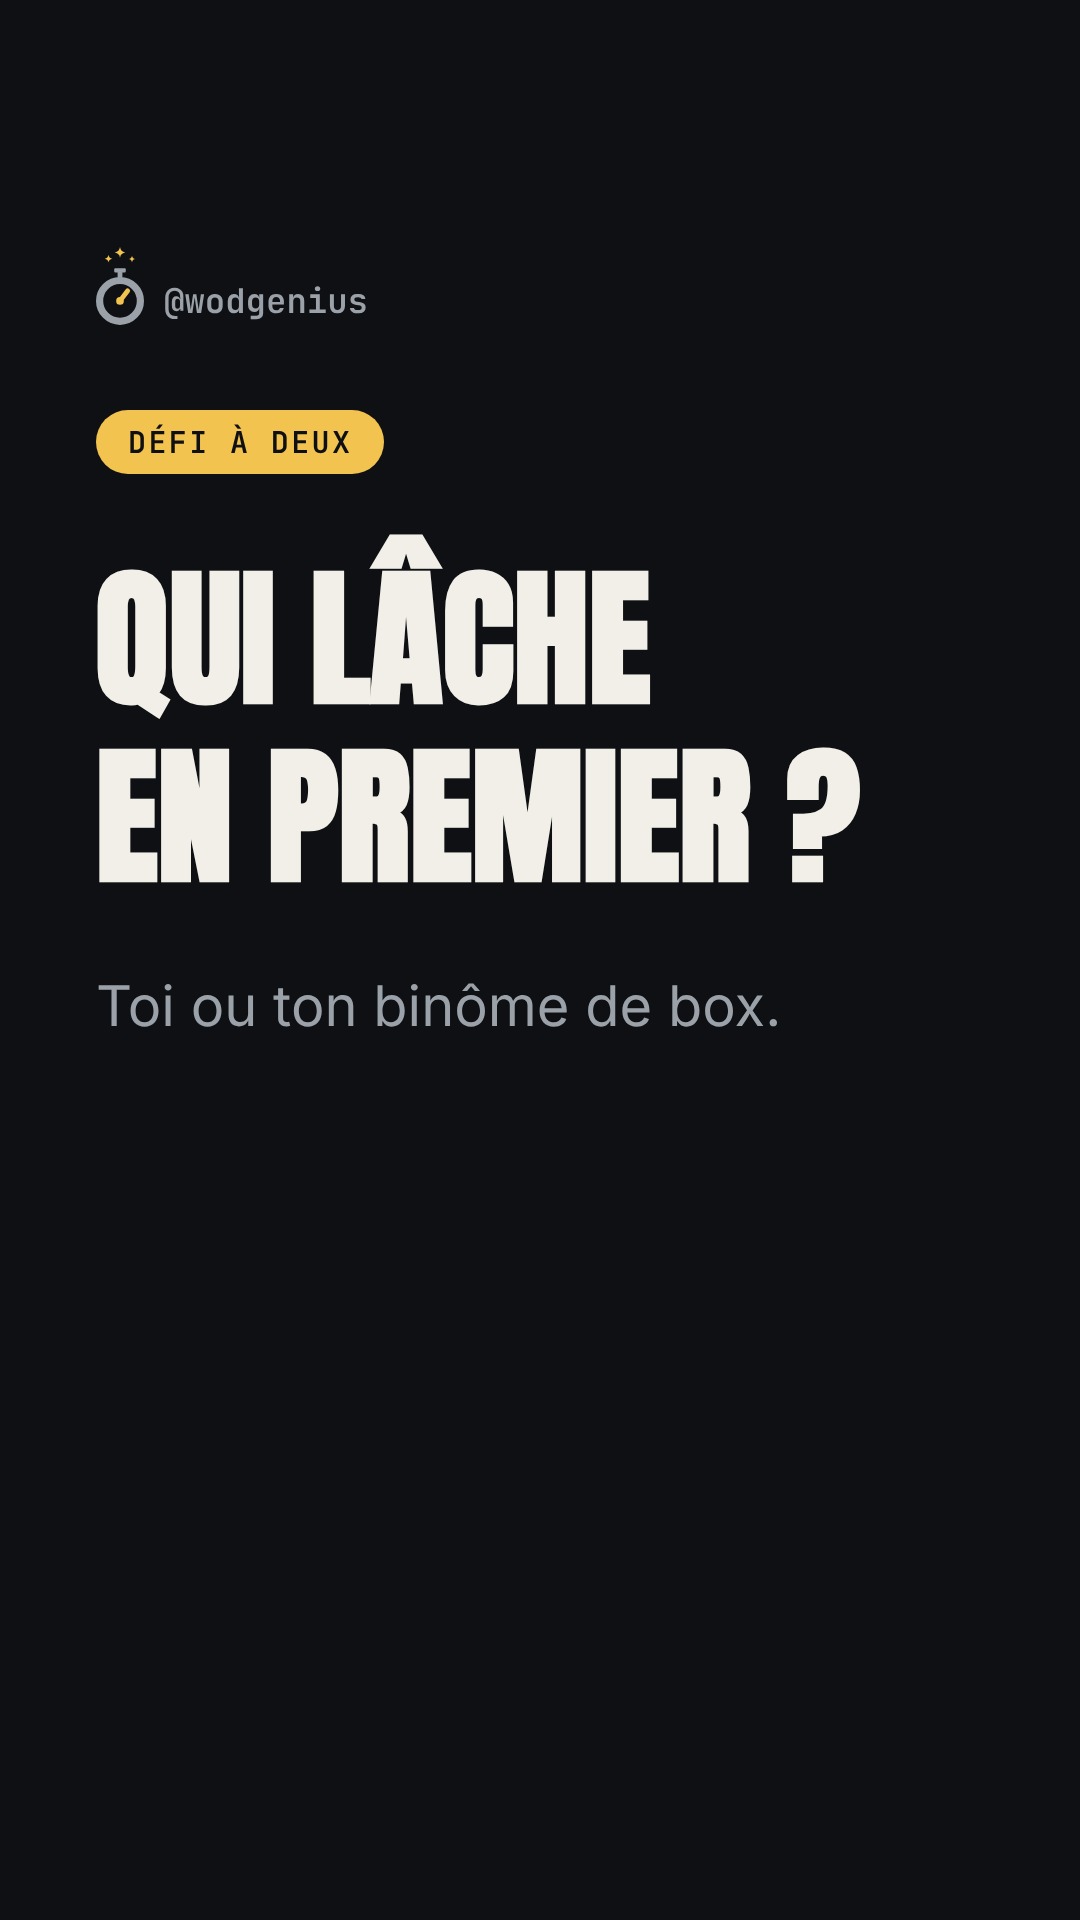 @wodgenius
DÉFI À DEUX
QUI LÂCHE
EN PREMIER ?
Toi ou ton binôme de box.